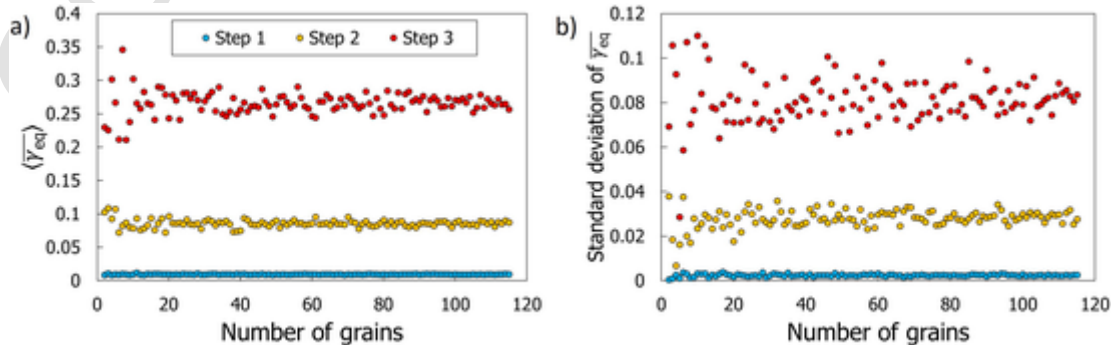 a)
0.4
0.35
0.3
0.25
0.2
0.15
0.1
0.05
0
⟨γ̅eq⟩
Step 1 Step 2 Step 3
0 20 40 60 80 100 120
Number of grains
b)
0.12
0.1
0.08
0.06
0.04
0.02
0
Standard deviation of γ̅eq
0 20 40 60 80 100 120
Number of grains